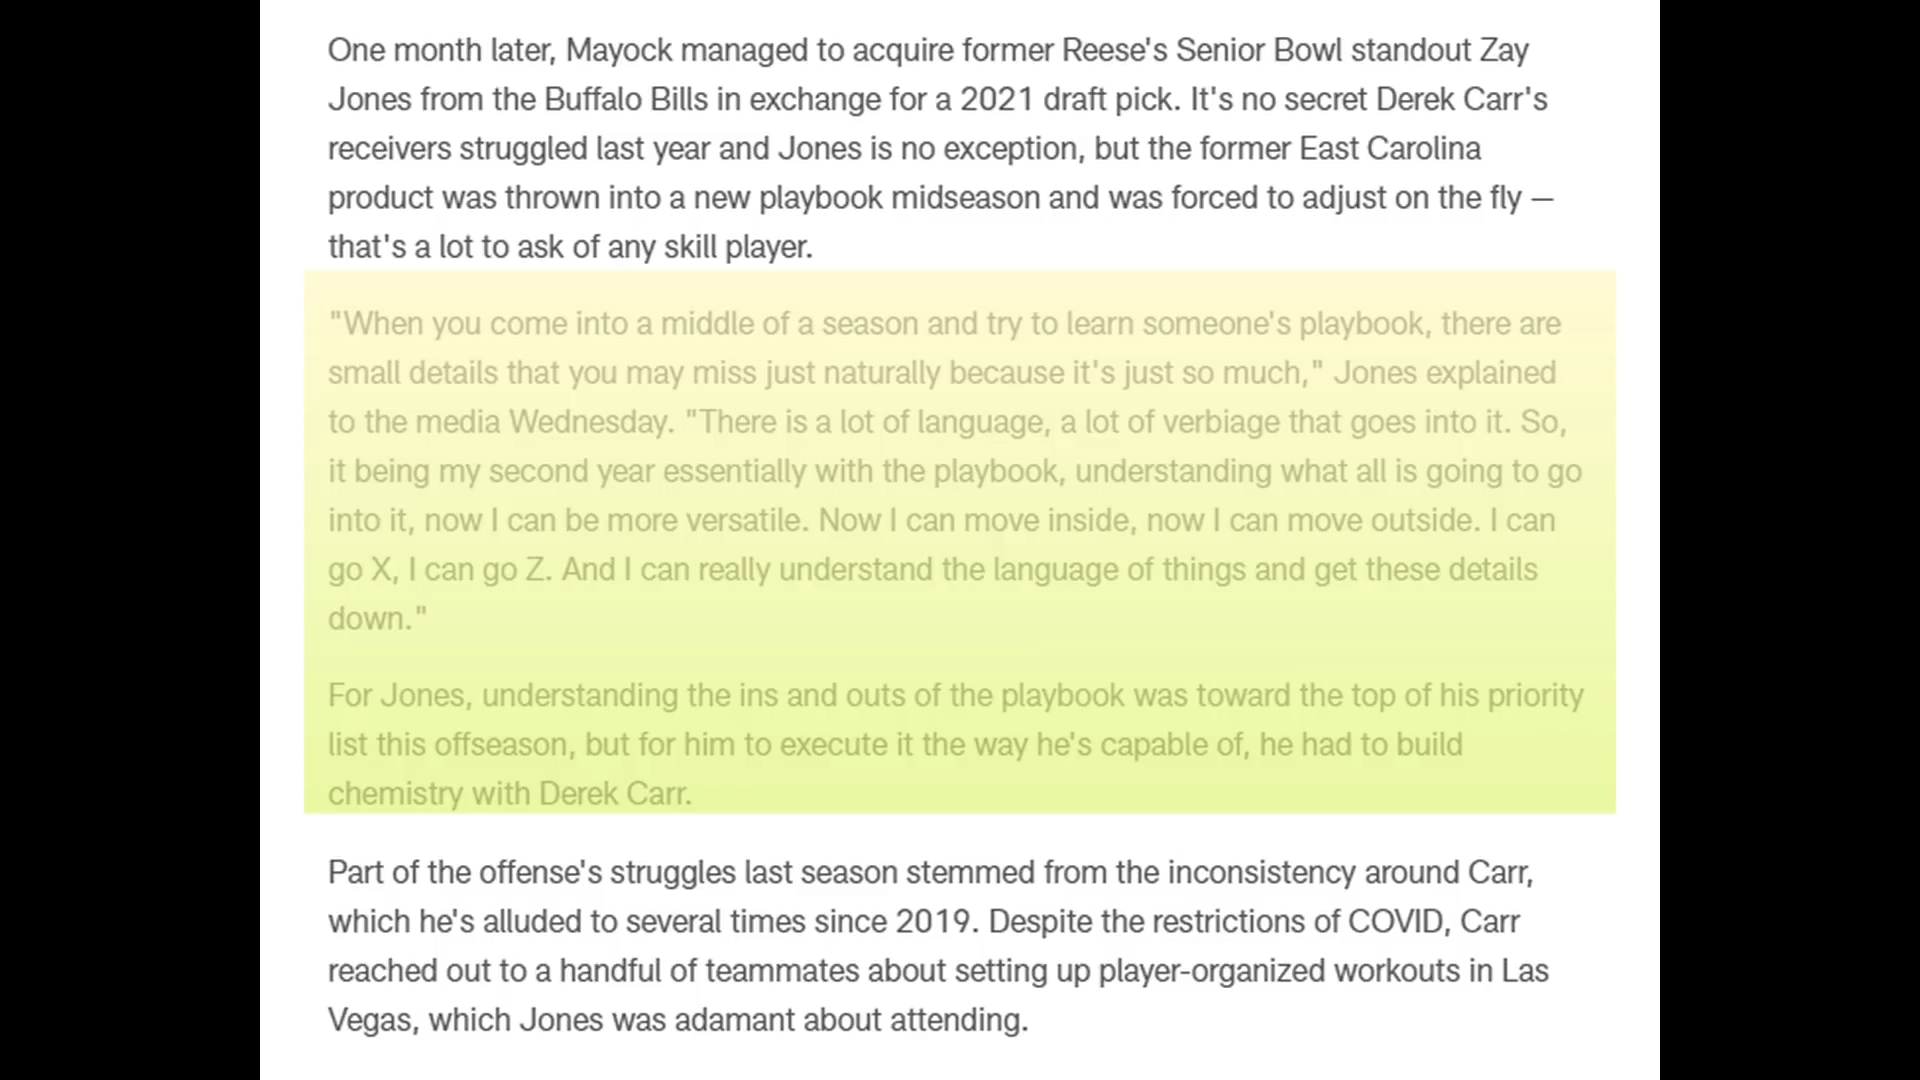 One month later, Mayock managed to acquire former Reese's Senior Bowl standout Zay
Jones from the Buffalo Bills in exchange for a 2021 draft pick. It's no secret Derek Carr's
receivers struggled last year and Jones is no exception, but the former East Carolina
product was thrown into a new playbook midseason and was forced to adjust on the fly —
that's a lot to ask of any skill player.
"When you come into a middle of a season and try to learn someone's playbook, there are
small details that you may miss just naturally because it's just so much," Jones explained
to the media Wednesday. "There is a lot of language, a lot of verbiage that goes into it. So,
it being my second year essentially with the playbook, understanding what all is going to go
into it, now I can be more versatile. Now I can move inside, now I can move outside. I can
go X, I can go Z. And I can really understand the language of things and get these details
down."
For Jones, understanding the ins and outs of the playbook was toward the top of his priority
list this offseason, but for him to execute it the way he's capable of, he had to build
chemistry with Derek Carr.
Part of the offense's struggles last season stemmed from the inconsistency around Carr,
which he's alluded to several times since 2019. Despite the restrictions of COVID, Carr
reached out to a handful of teammates about setting up player-organized workouts in Las
Vegas, which Jones was adamant about attending.